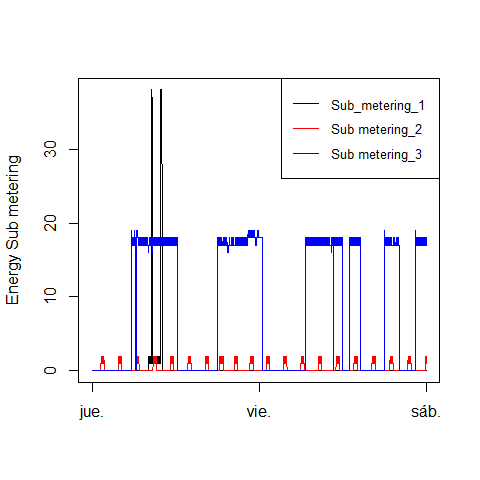 Energy Sub metering
30
20
10
0
jue.
vie.
sáb.
Sub_metering_1
Sub metering_2
Sub metering_3